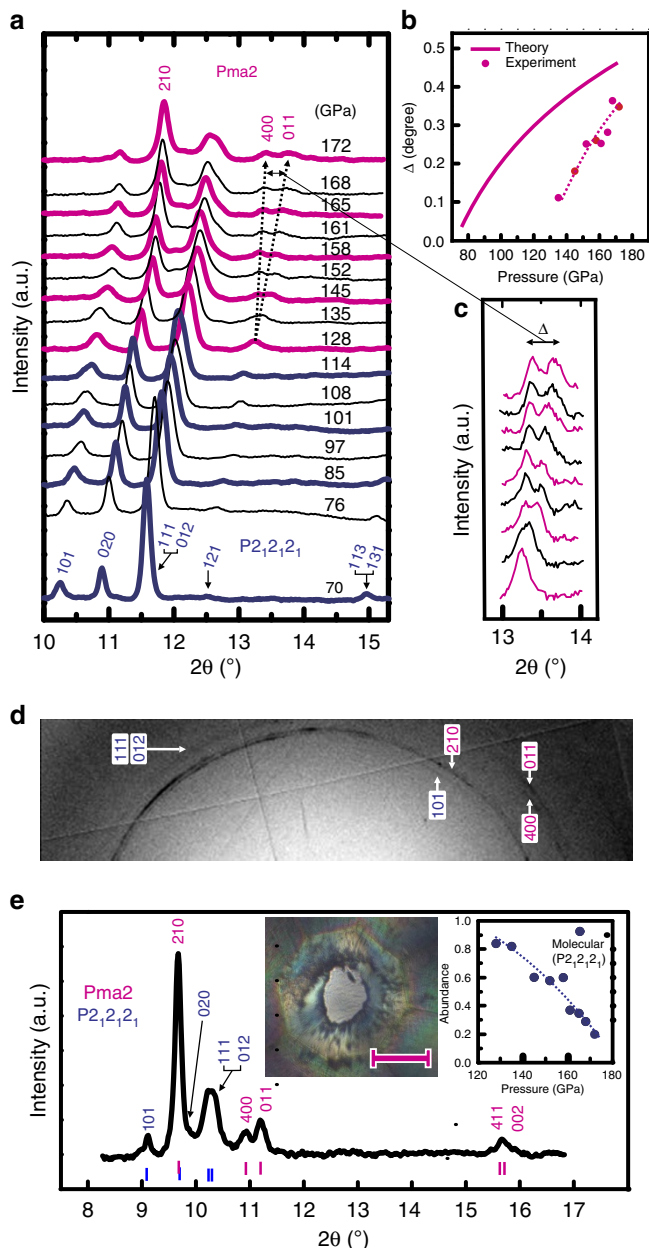 a
210
Pma2
400
011
(GPa)
172
168
165
161
158
152
145
135
128
114
108
101
97
85
76
70
P2₁2₁2₁
101
020
111
012
121
113
131
Intensity (a.u.)
10 11 12 13 14 15
2θ (°)
b
0.5
0.4
0.3
0.2
0.1
0.0
Δ (degree)
Theory
Experiment
80 100 120 140 160 180
Pressure (GPa)
c
Δ
Intensity (a.u.)
13 14
2θ (°)
d
111
012
210
101
011
400
e
210
Pma2
P2₁2₁2₁
101
020
111
012
400
011
411
002
Intensity (a.u.)
8 9 10 11 12 13 14 15 16 17
2θ (°)
1.0
0.8
0.6
0.4
0.2
0.0
Abundance
Molecular
(P2₁2₁2₁)
120 140 160 180
Pressure (GPa)